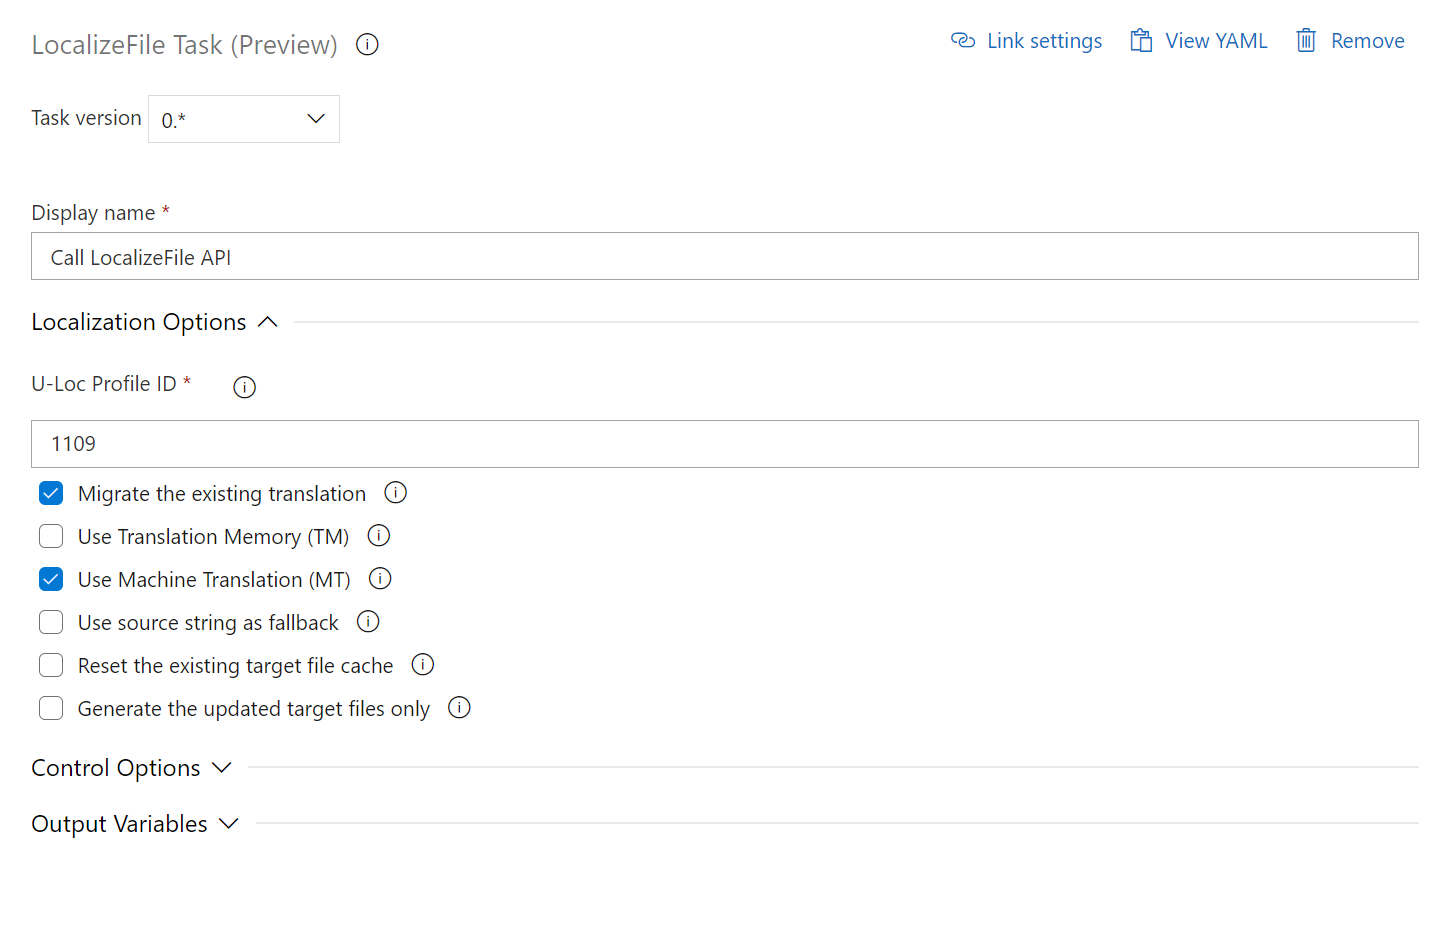 LocalizeFile Task (Preview)
Link settings
View YAML
Remove
Task version
0.*
Display name *
Call LocalizeFile API
Localization Options
U-Loc Profile ID *
1109
Migrate the existing translation
Use Translation Memory (TM)
Use Machine Translation (MT)
Use source string as fallback
Reset the existing target file cache
Generate the updated target files only
Control Options
Output Variables